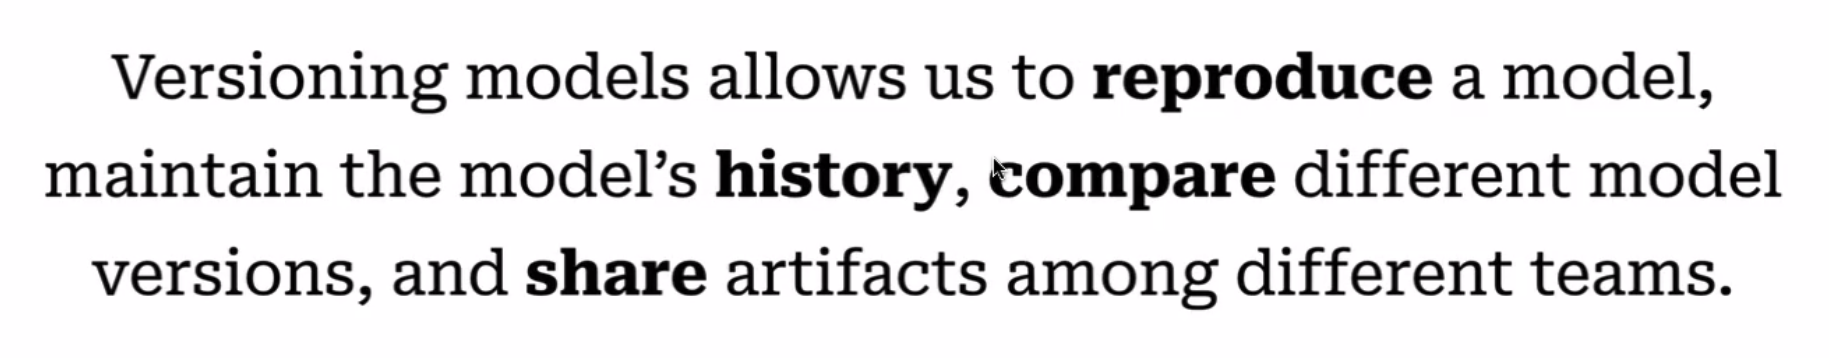 Versioning models allows us to reproduce a model,
maintain the model’s history, compare different model
versions, and share artifacts among different teams.